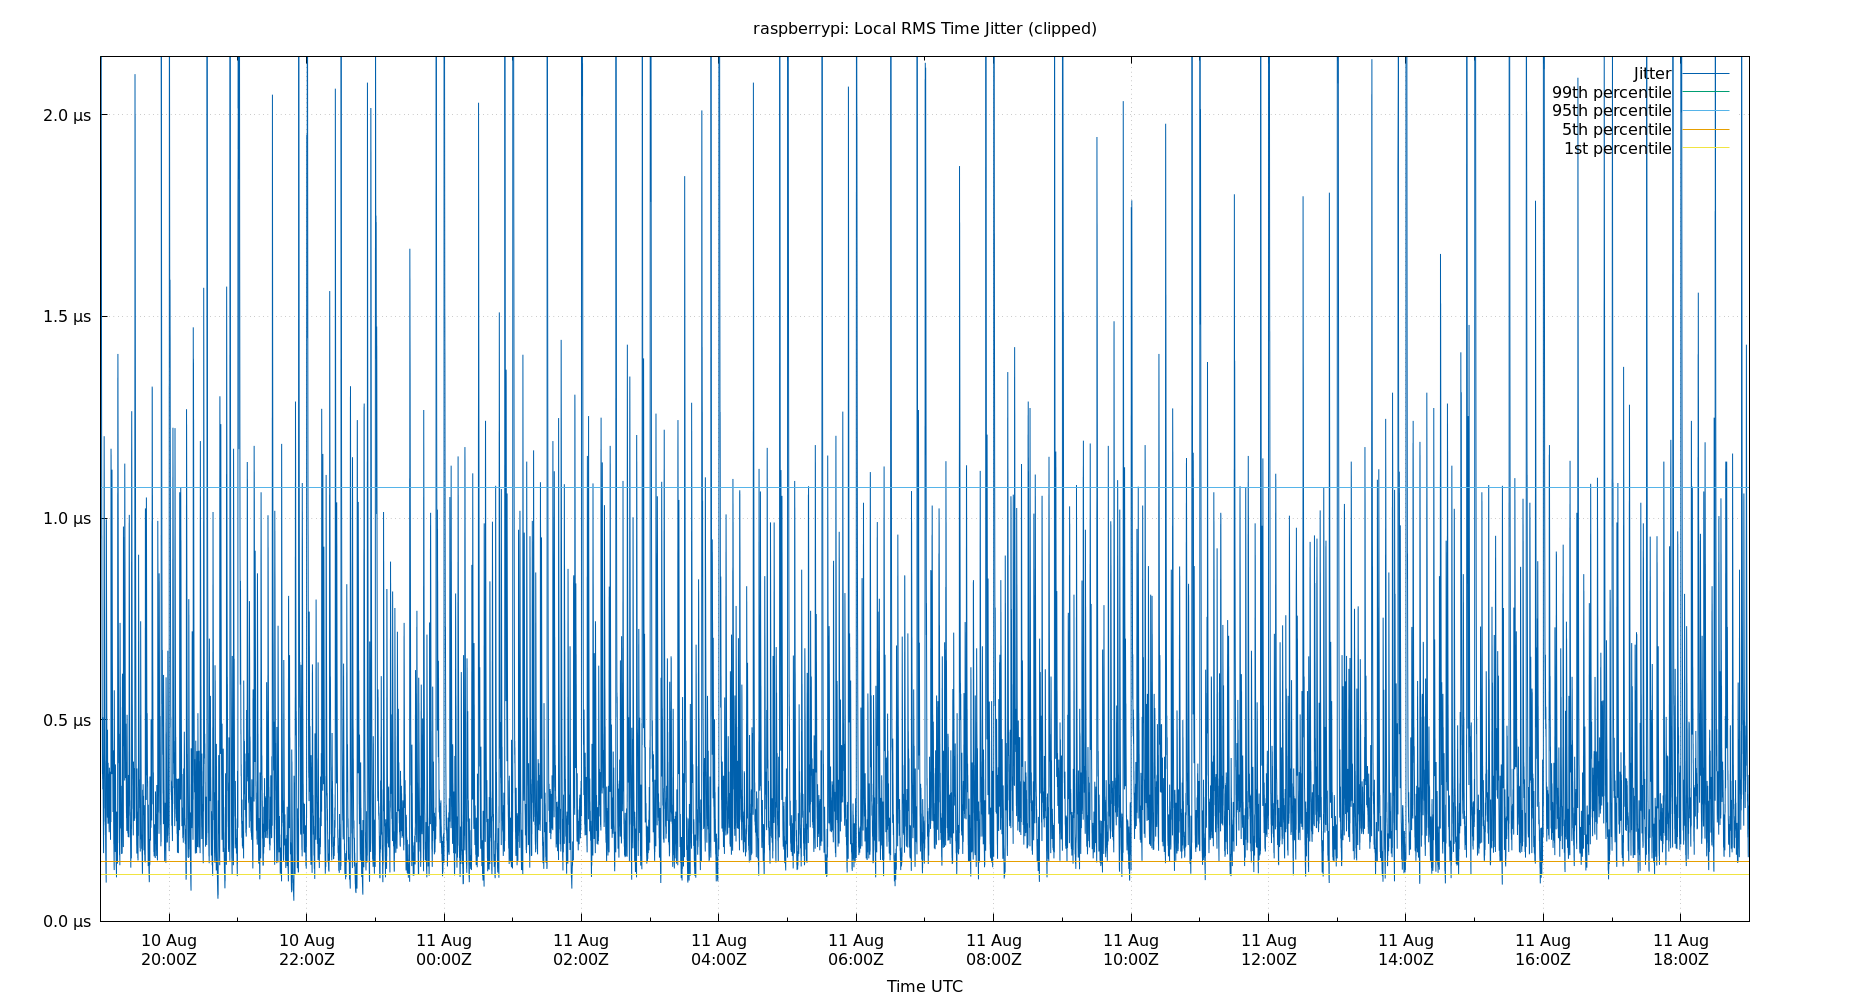 raspberrypi: Local RMS Time Jitter (clipped)
Jitter
99th percentile
95th percentile
5th percentile
1st percentile
2.0 µs
1.5 µs
1.0 µs
0.5 µs
0.0 µs
10 Aug 10 Aug 11 Aug 11 Aug 11 Aug 11 Aug 11 Aug 11 Aug 11 Aug 11 Aug 11 Aug 11 Aug
20:00Z 22:00Z 00:00Z 02:00Z 04:00Z 06:00Z 08:00Z 10:00Z 12:00Z 14:00Z 16:00Z 18:00Z
Time UTC